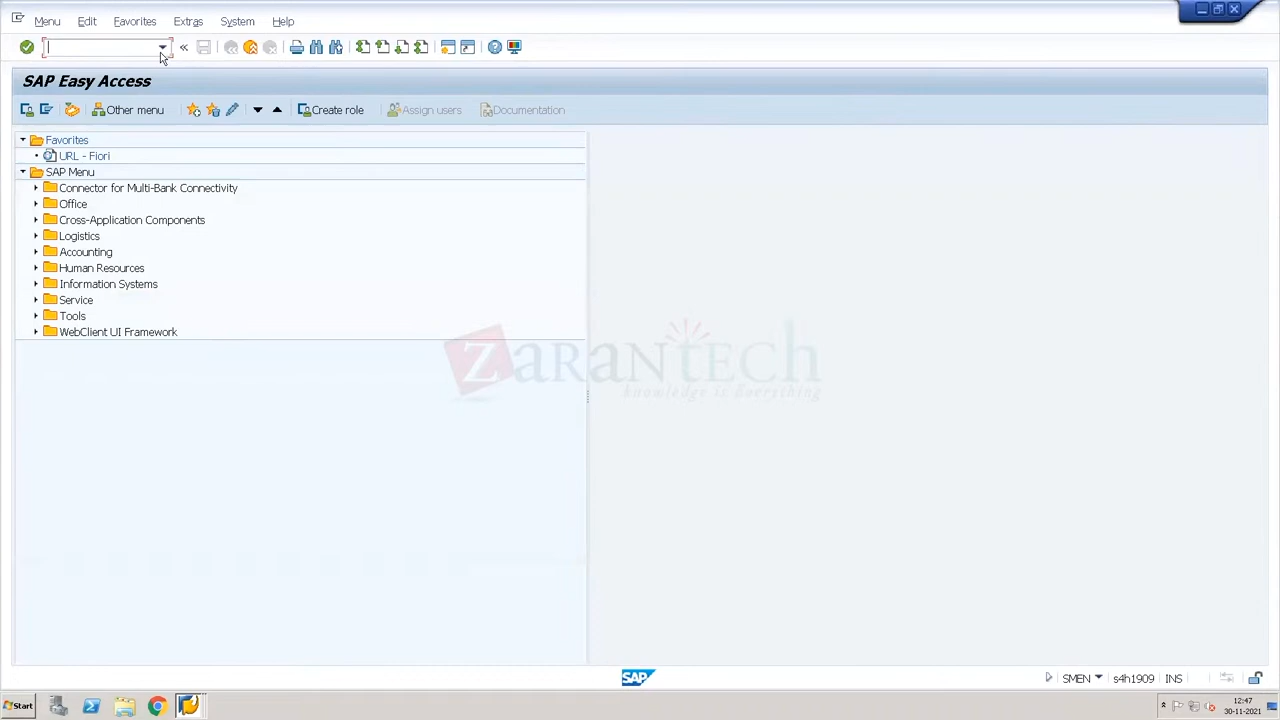 Menu Edit Favorites Extras System Help
SAP Easy Access
Other menu Create role Assign users Documentation
Favorites
URL - Fiori
SAP Menu
Connector for Multi-Bank Connectivity
Office
Cross-Application Components
Logistics
Accounting
Human Resources
Information Systems
Service
Tools
WebClient UI Framework
zarantech
Knowledge is Everything
SAP
SMEN s4h1909 INS
Start
12:47
30-11-2021